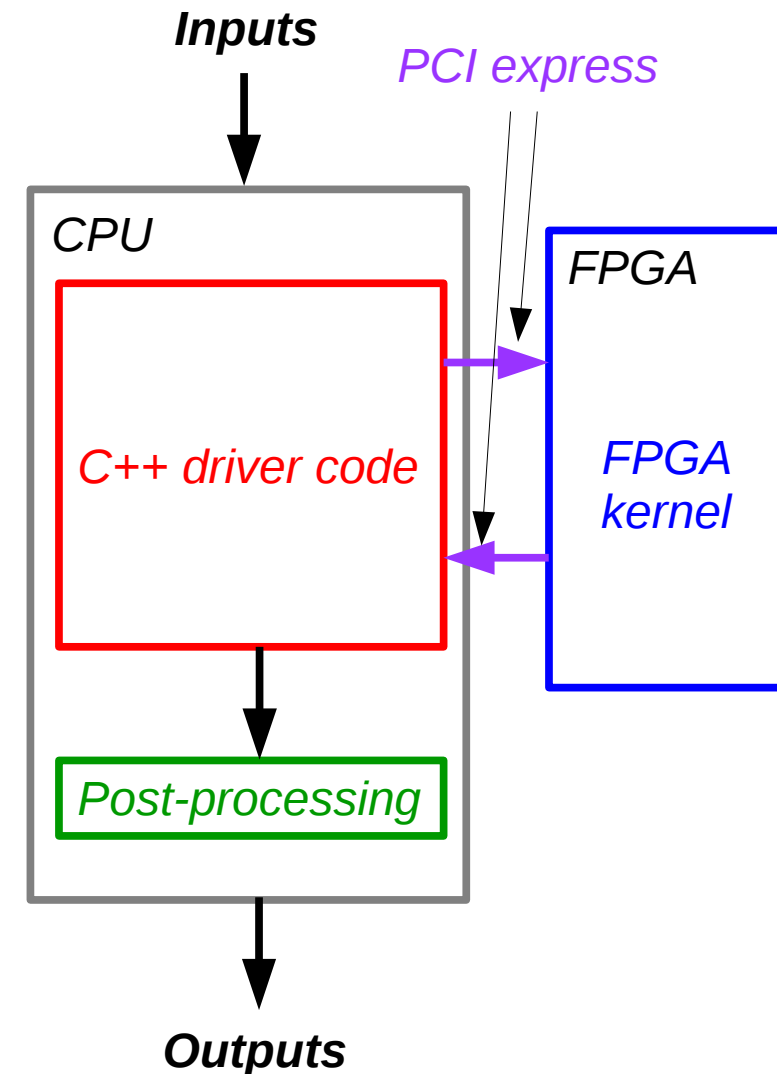 Inputs
PCI express
CPU
FPGA
C++ driver code
FPGA
kernel
Post-processing
Outputs